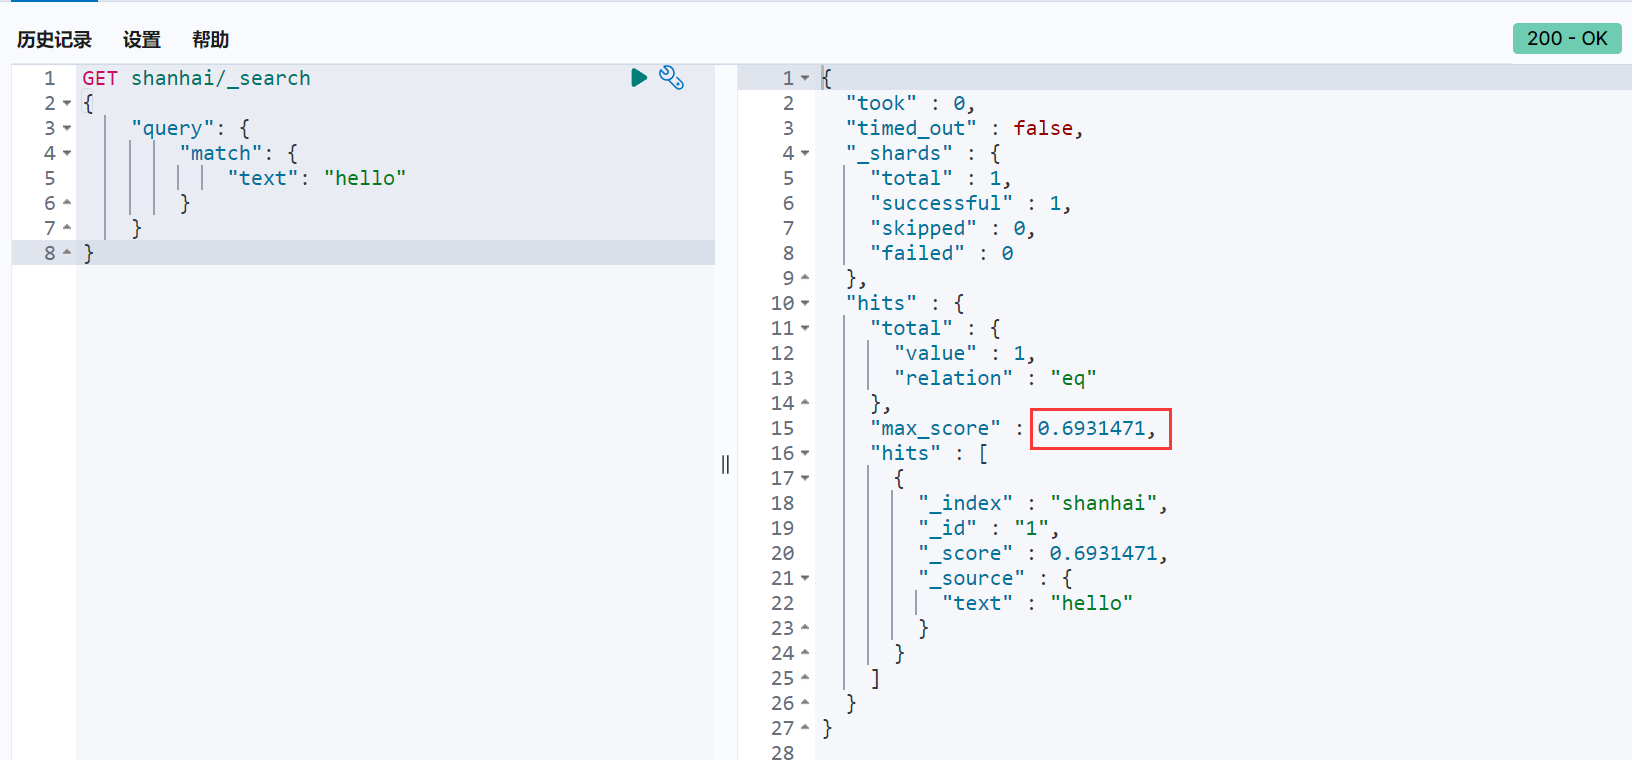 历史记录 设置 帮助 200 - OK
1 GET shanhai/_search
2 {
3 "query": {
4 "match": {
5 "text": "hello"
6 }
7 }
8 }
1 {
2 "took" : 0,
3 "timed_out" : false,
4 "_shards" : {
5 "total" : 1,
6 "successful" : 1,
7 "skipped" : 0,
8 "failed" : 0
9 },
10 "hits" : {
11 "total" : {
12 "value" : 1,
13 "relation" : "eq"
14 },
15 "max_score" : 0.6931471,
16 "hits" : [
17 {
18 "_index" : "shanhai",
19 "_id" : "1",
20 "_score" : 0.6931471,
21 "_source" : {
22 "text" : "hello"
23 }
24 }
25 ]
26 }
27 }
28